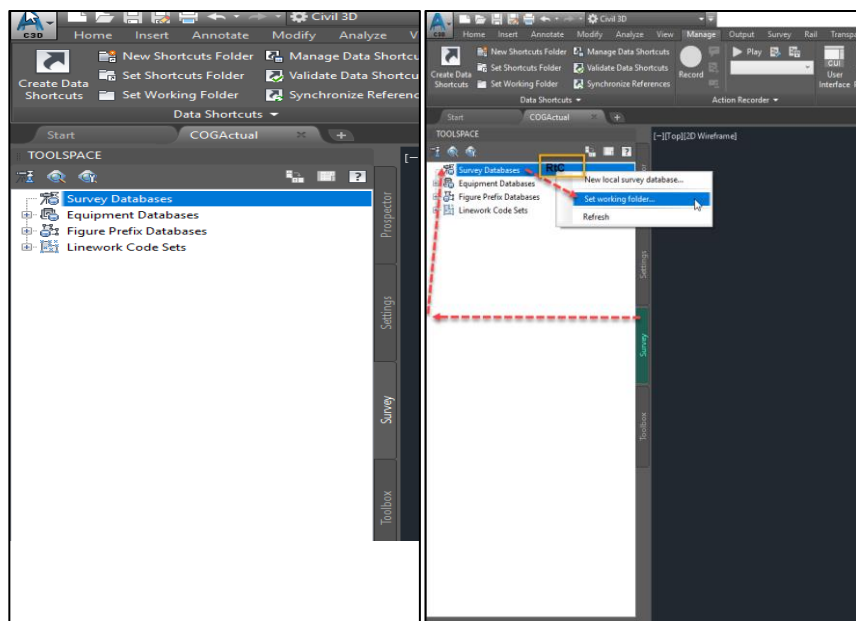 Civil 3D
C3D
Home Insert Annotate Modify Analyze V
Create Data
Shortcuts
New Shortcuts Folder
Set Shortcuts Folder
Set Working Folder
Manage Data Shortcu
Validate Data Shortcu
Synchronize Referenc
Data Shortcuts
Start COGActual
TOOLSPACE
Survey Databases
Equipment Databases
Figure Prefix Databases
Linework Code Sets
Prospector
Settings
Survey
Toolbox
Civil 3D
C3D
Home Insert Annotate Modify Analyze View Manage Output Survey Rail Transpa
Create Data
Shortcuts
New Shortcuts Folder
Set Shortcuts Folder
Set Working Folder
Manage Data Shortcuts
Validate Data Shortcuts
Synchronize References
Data Shortcuts
Record
Play
Action Recorder
CUI
User
Interface
Start COGActual
TOOLSPACE
[−][Top][2D Wireframe]
Survey Databases
Equipment Databases
Figure Prefix Databases
Linework Code Sets
RtC
New local survey database...
Set working folder...
Refresh
Settings
Survey
Toolbox